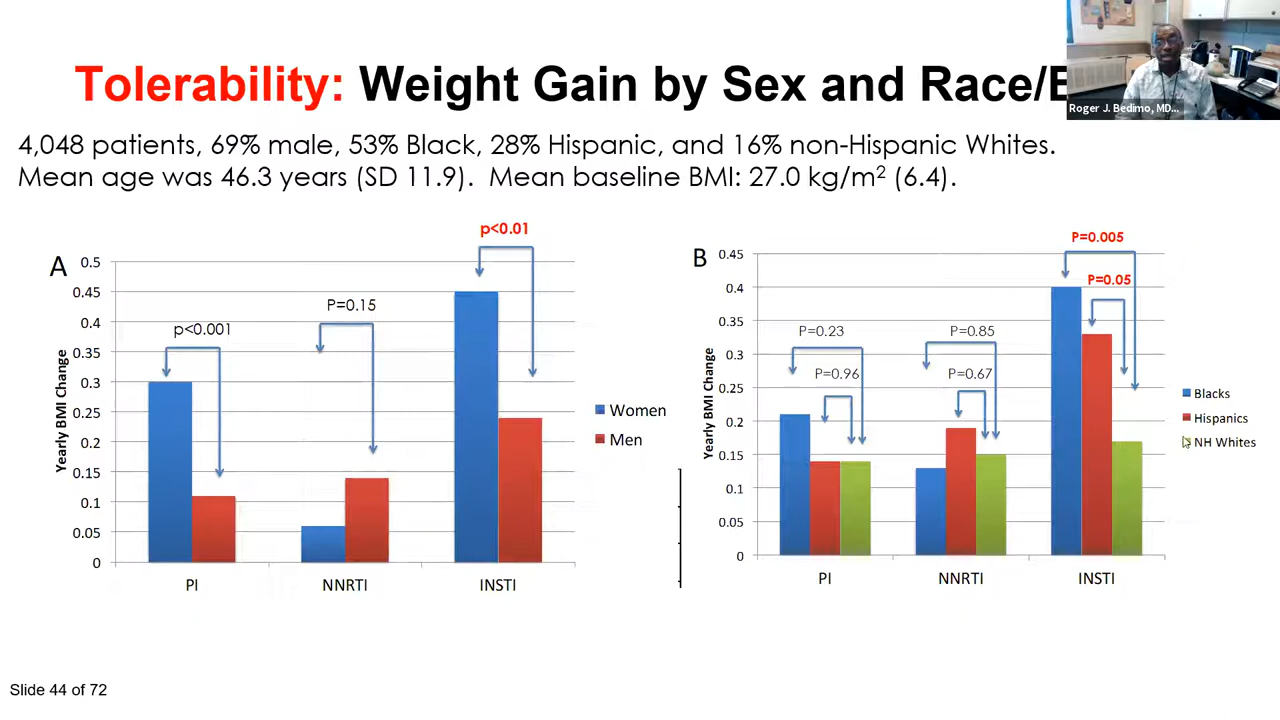 Tolerability: Weight Gain by Sex and Race/
Roger J. Bedimo, MD...
4,048 patients, 69% male, 53% Black, 28% Hispanic, and 16% non-Hispanic Whites.
Mean age was 46.3 years (SD 11.9). Mean baseline BMI: 27.0 kg/m² (6.4).
A
p<0.01
P=0.15
p<0.001
Yearly BMI Change
0.5
0.45
0.4
0.35
0.3
0.25
0.2
0.15
0.1
0.05
0
PI
NNRTI
INSTI
Women
Men
B
P=0.005
P=0.05
P=0.23
P=0.85
P=0.96
P=0.67
Yearly BMI Change
0.45
0.4
0.35
0.3
0.25
0.2
0.15
0.1
0.05
0
PI
NNRTI
INSTI
Blacks
Hispanics
NH Whites
Slide 44 of 72